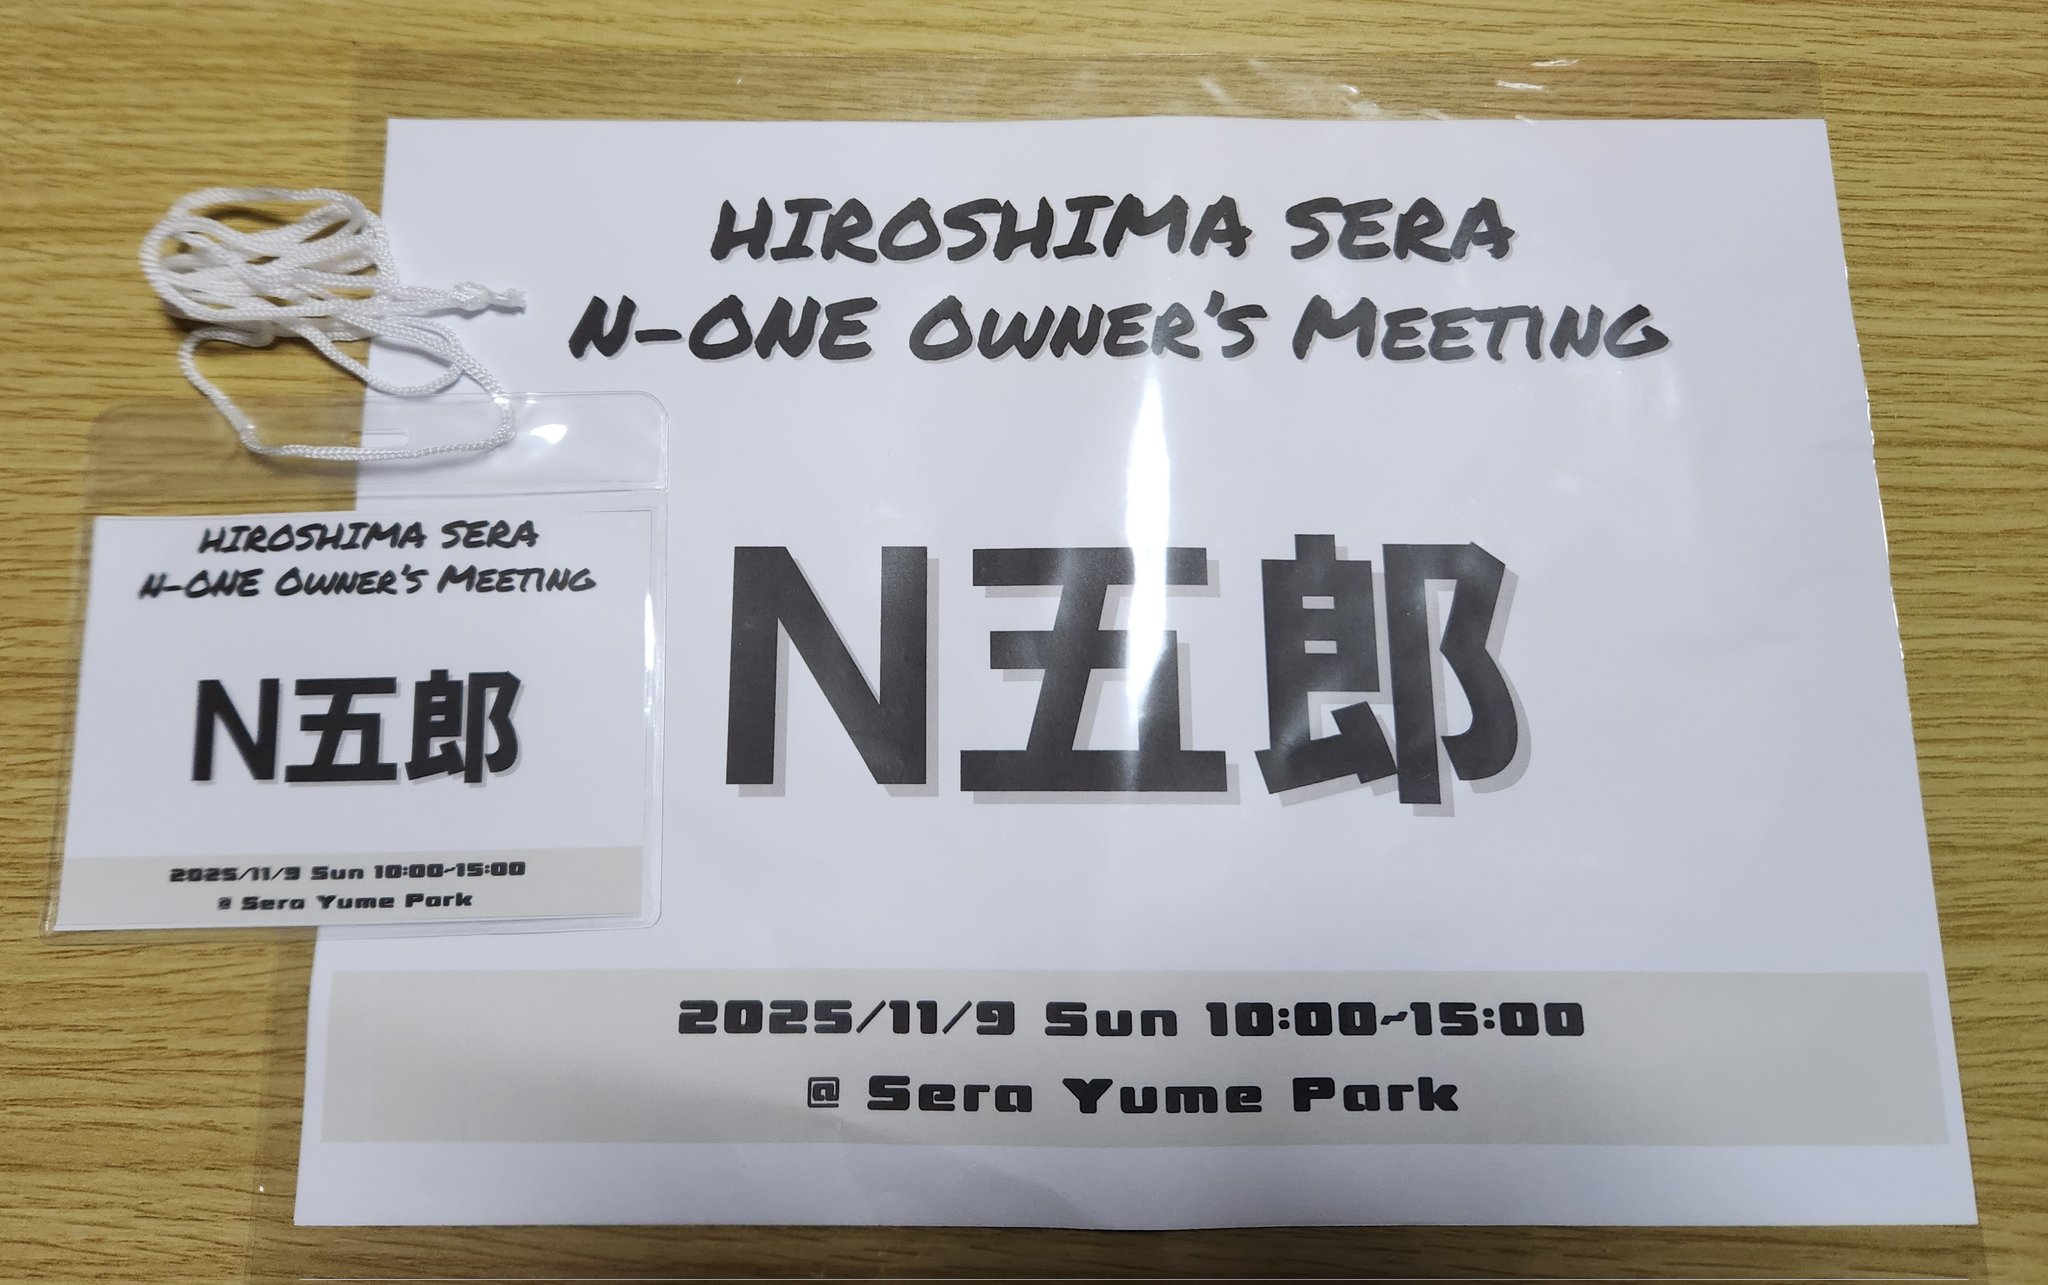 HIROSHIMA SERA
N-ONE OWNER'S MEETING
N五郎
2025/11/9 Sun 10:00~15:00
@ Sera Yume Park
HIROSHIMA SERA
N-ONE OWNER'S MEETING
N五郎
2025/11/9 Sun 10:00~15:00
@ Sera Yume Park